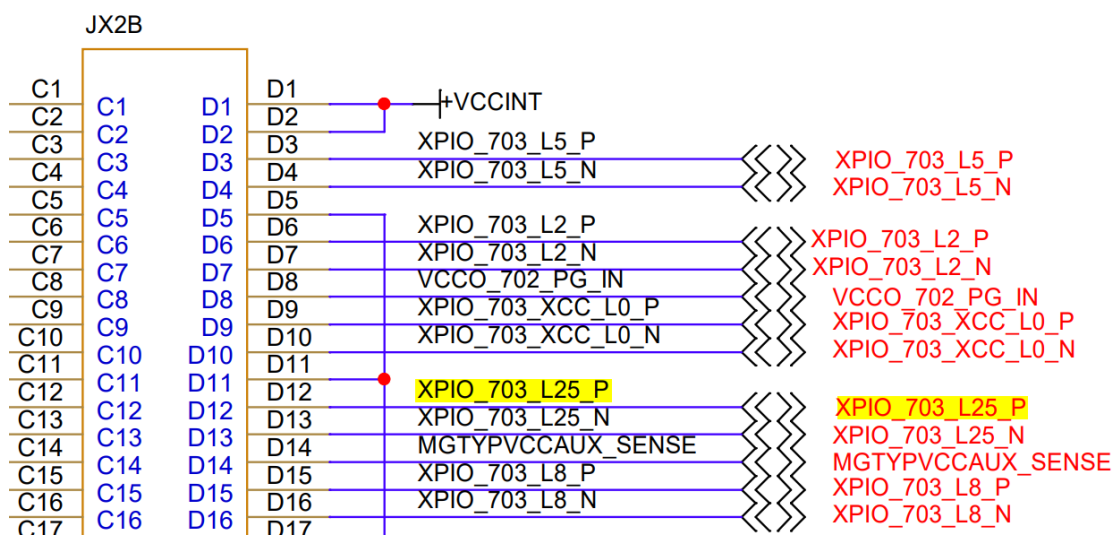 JX2B
C1 C1 D1 D1 +VCCINT
C2 C2 D2 D2
C3 C3 D3 D3 XPIO_703_L5_P XPIO_703_L5_P
C4 C4 D4 D4 XPIO_703_L5_N XPIO_703_L5_N
C5 C5 D5 D5
C6 C6 D6 D6 XPIO_703_L2_P XPIO_703_L2_P
C7 C7 D7 D7 XPIO_703_L2_N XPIO_703_L2_N
C8 C8 D8 D8 VCCO_702_PG_IN VCCO_702_PG_IN
C9 C9 D9 D9 XPIO_703_XCC_L0_P XPIO_703_XCC_L0_P
C10 C10 D10 D10 XPIO_703_XCC_L0_N XPIO_703_XCC_L0_N
C11 C11 D11 D11
C12 C12 D12 D12 XPIO_703_L25_P XPIO_703_L25_P
C13 C13 D13 D13 XPIO_703_L25_N XPIO_703_L25_N
C14 C14 D14 D14 MGTYPVCCAUX_SENSE MGTYPVCCAUX_SENSE
C15 C15 D15 D15 XPIO_703_L8_P XPIO_703_L8_P
C16 C16 D16 D16 XPIO_703_L8_N XPIO_703_L8_N
C17 D17